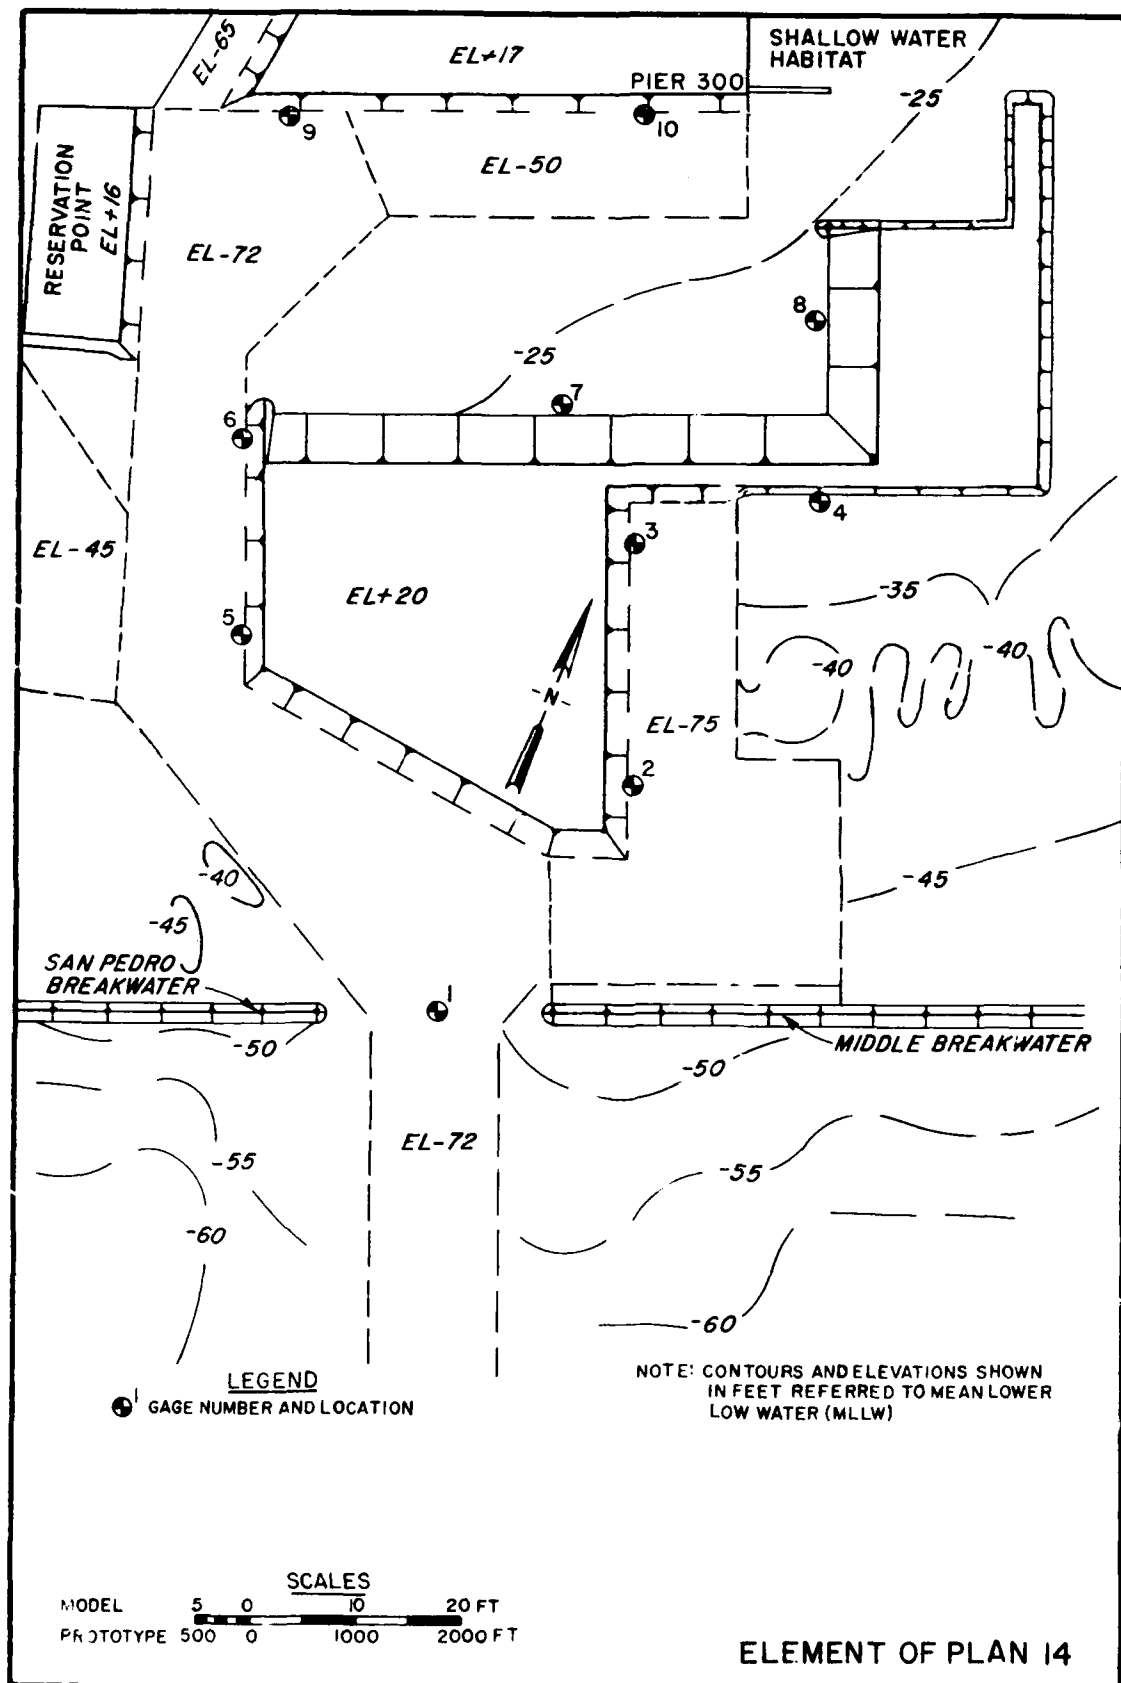 EL-65
EL+17
SHALLOW WATER
HABITAT
PIER 300
-25
9
10
EL-50
RESERVATION
POINT
EL+16
EL-72
8
-25
7
6
4
3
EL-45
EL+20
5
-35
-40
-40
-N-
EL-75
2
-40
-45
-45
SAN PEDRO
BREAKWATER
1
-50
MIDDLE BREAKWATER
-50
EL-72
-55
-55
-60
-60
LEGEND
1 GAGE NUMBER AND LOCATION
NOTE: CONTOURS AND ELEVATIONS SHOWN
IN FEET REFERRED TO MEAN LOWER
LOW WATER (MLLW)
SCALES
MODEL 5 0 10 20 FT
PROTOTYPE 500 0 1000 2000 FT
ELEMENT OF PLAN 14